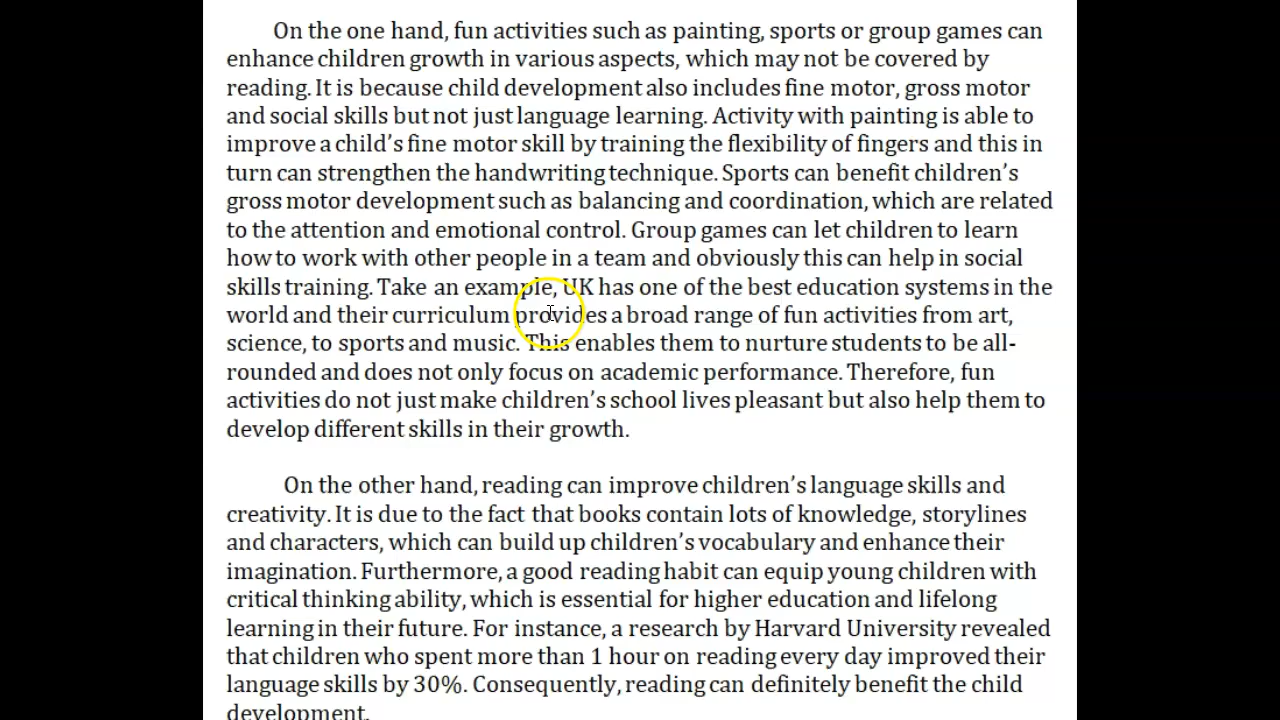 On the one hand, fun activities such as painting, sports or group games can
enhance children growth in various aspects, which may not be covered by
reading. It is because child development also includes fine motor, gross motor
and social skills but not just language learning. Activity with painting is able to
improve a child's fine motor skill by training the flexibility of fingers and this in
turn can strengthen the handwriting technique. Sports can benefit children's
gross motor development such as balancing and coordination, which are related
to the attention and emotional control. Group games can let children to learn
how to work with other people in a team and obviously this can help in social
skills training. Take an example, UK has one of the best education systems in the
world and their curriculum provides a broad range of fun activities from art,
science, to sports and music. This enables them to nurture students to be all-
rounded and does not only focus on academic performance. Therefore, fun
activities do not just make children's school lives pleasant but also help them to
develop different skills in their growth.
On the other hand, reading can improve children's language skills and
creativity. It is due to the fact that books contain lots of knowledge, storylines
and characters, which can build up children's vocabulary and enhance their
imagination. Furthermore, a good reading habit can equip young children with
critical thinking ability, which is essential for higher education and lifelong
learning in their future. For instance, a research by Harvard University revealed
that children who spent more than 1 hour on reading every day improved their
language skills by 30%. Consequently, reading can definitely benefit the child
development.